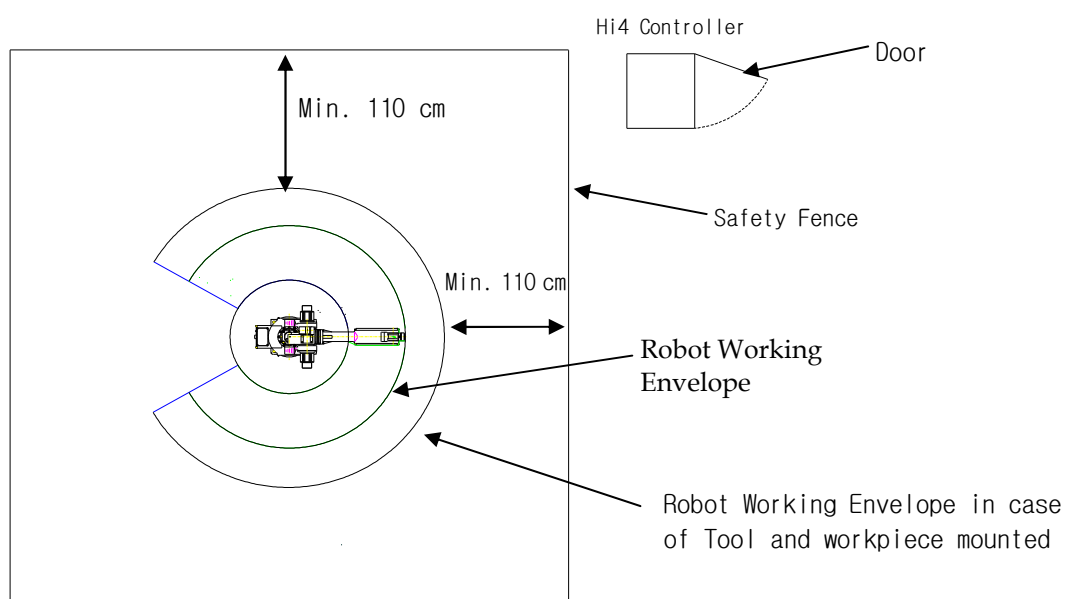 Hi4 Controller
Door
Min. 110 cm
Safety Fence
Min. 110 cm
Robot Working
Envelope
Robot Working Envelope in case
of Tool and workpiece mounted